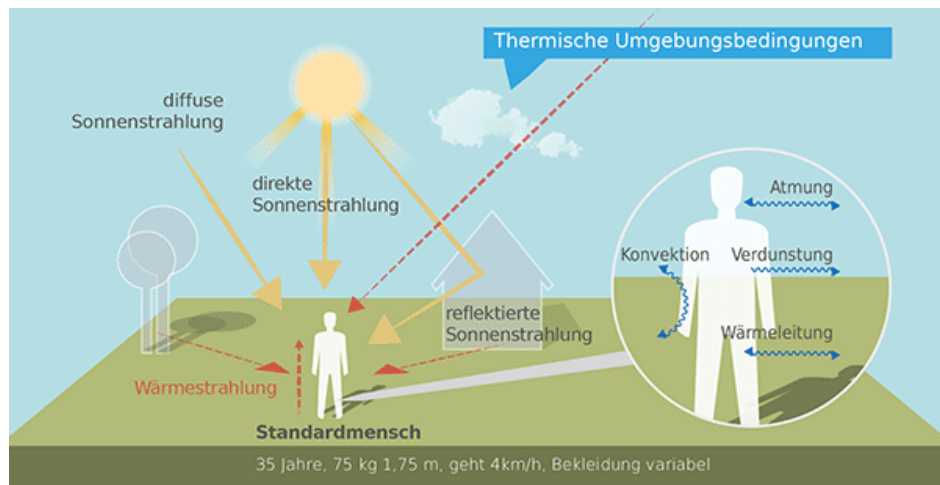 Thermische Umgebungsbedingungen
diffuse
Sonnenstrahlung
direkte
Sonnenstrahlung
Atmung
Konvektion
Verdunstung
reflektierte
Sonnenstrahlung
Wärmeleitung
Wärmestrahlung
Standardmensch
35 Jahre, 75 kg 1,75 m, geht 4km/h, Bekleidung variabel